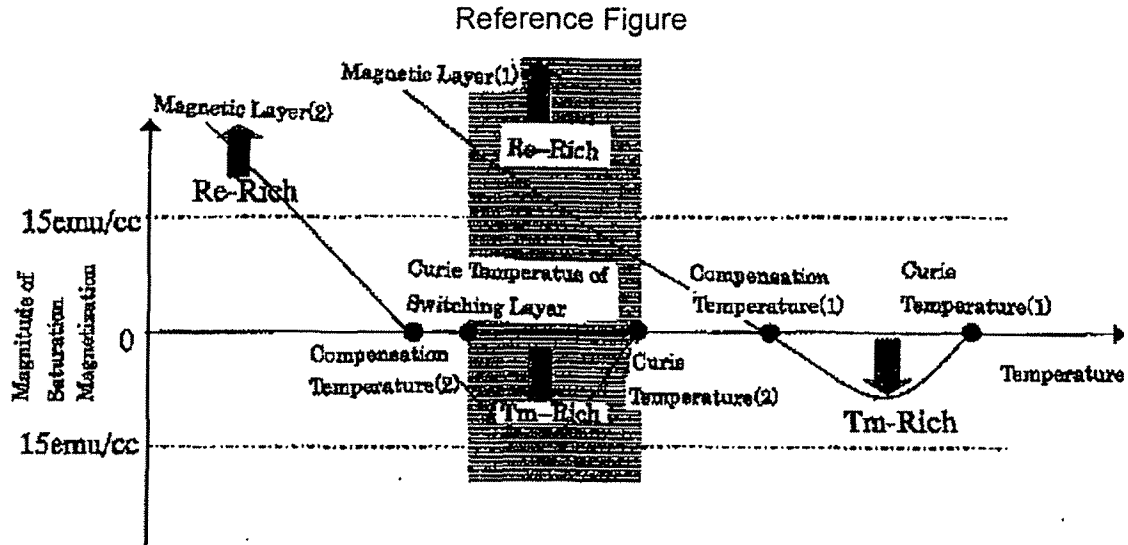 Reference Figure
Magnetic Layer(1)
Magnetic Layer(2)
Re-Rich
Re-Rich
15emu/cc
Curie Temperatus of
Switching Layer
Compensation
Temperature(1)
Curis
Temperature(1)
Magnitude of
Saturation
Magnetization
0
Compensation
Temperature(2)
Curis
Temperature(2)
Temperature
Tm-Rich
Tm-Rich
15emu/cc